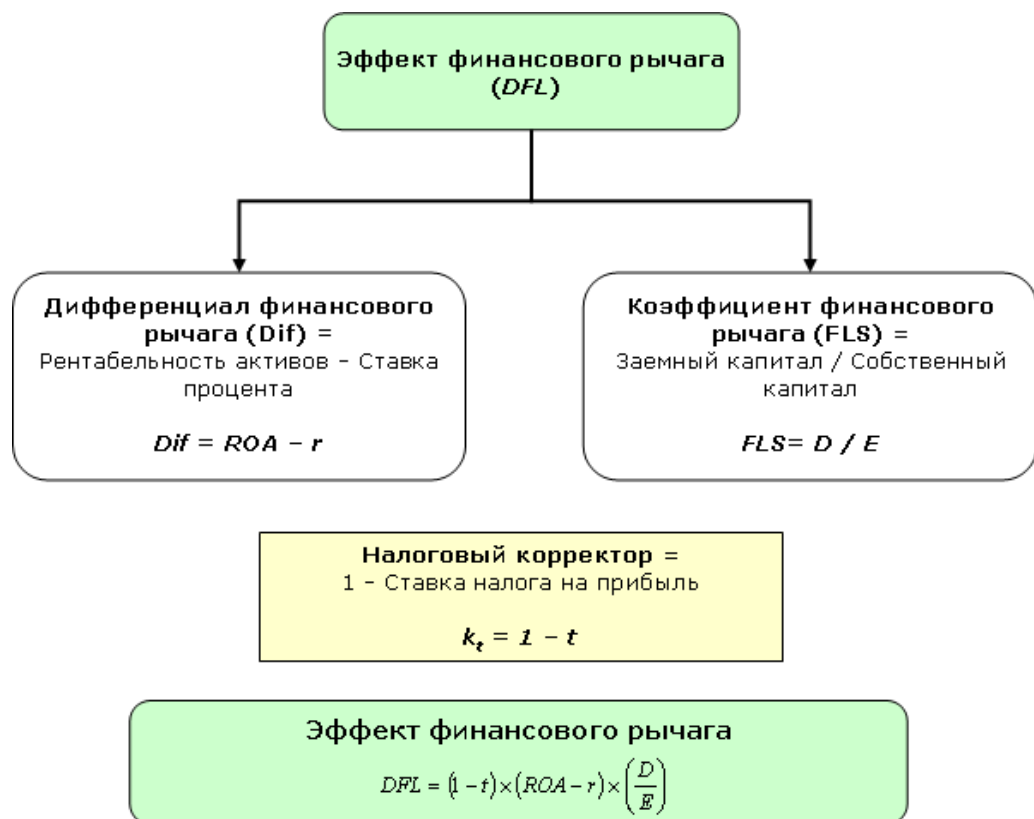 Эффект финансового рычага
(DFL)
Дифференциал финансового
рычага (Dif) =
Рентабельность активов – Ставка
процента
Dif = ROA – r
Коэффициент финансового
рычага (FLS) =
Заемный капитал / Собственный
капитал
FLS= D / E
Налоговый корректор =
1 - Ставка налога на прибыль
kₜ = 1 – t
Эффект финансового рычага
DFL = (1 − t) × (ROA − r) × (D/E)